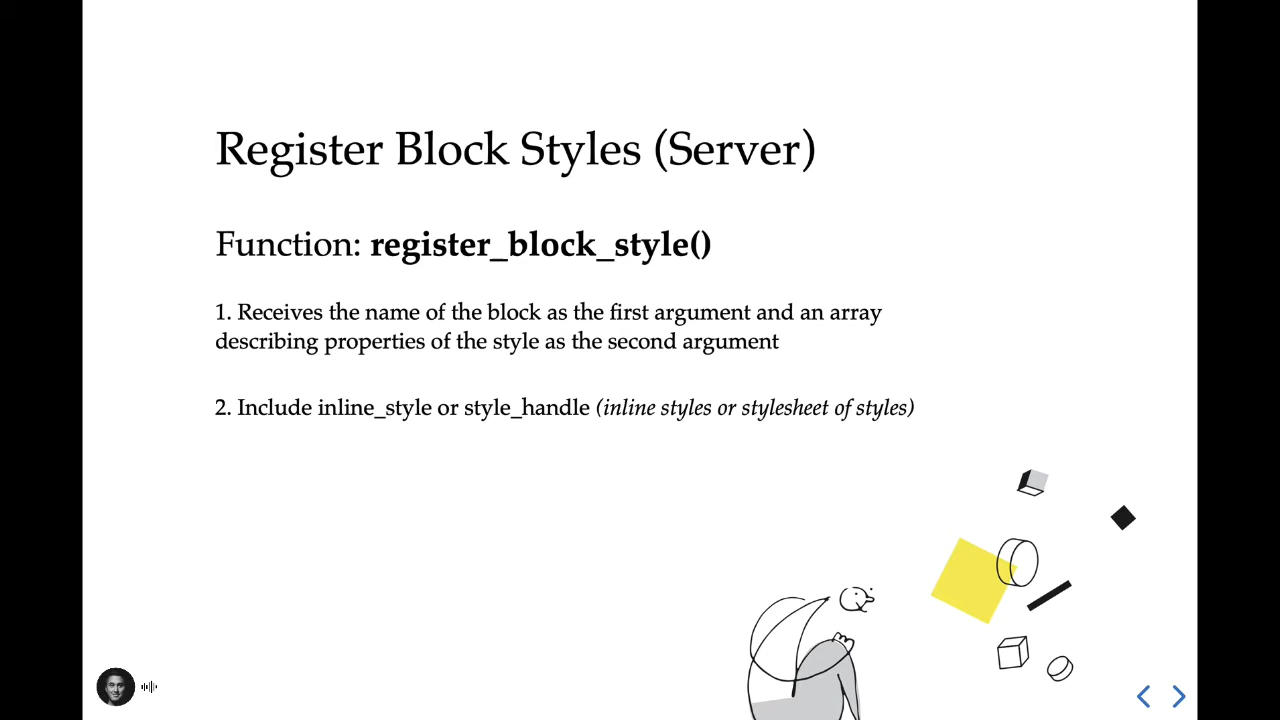 Register Block Styles (Server)
Function: register_block_style()
1. Receives the name of the block as the first argument and an array
describing properties of the style as the second argument
2. Include inline_style or style_handle (inline styles or stylesheet of styles)